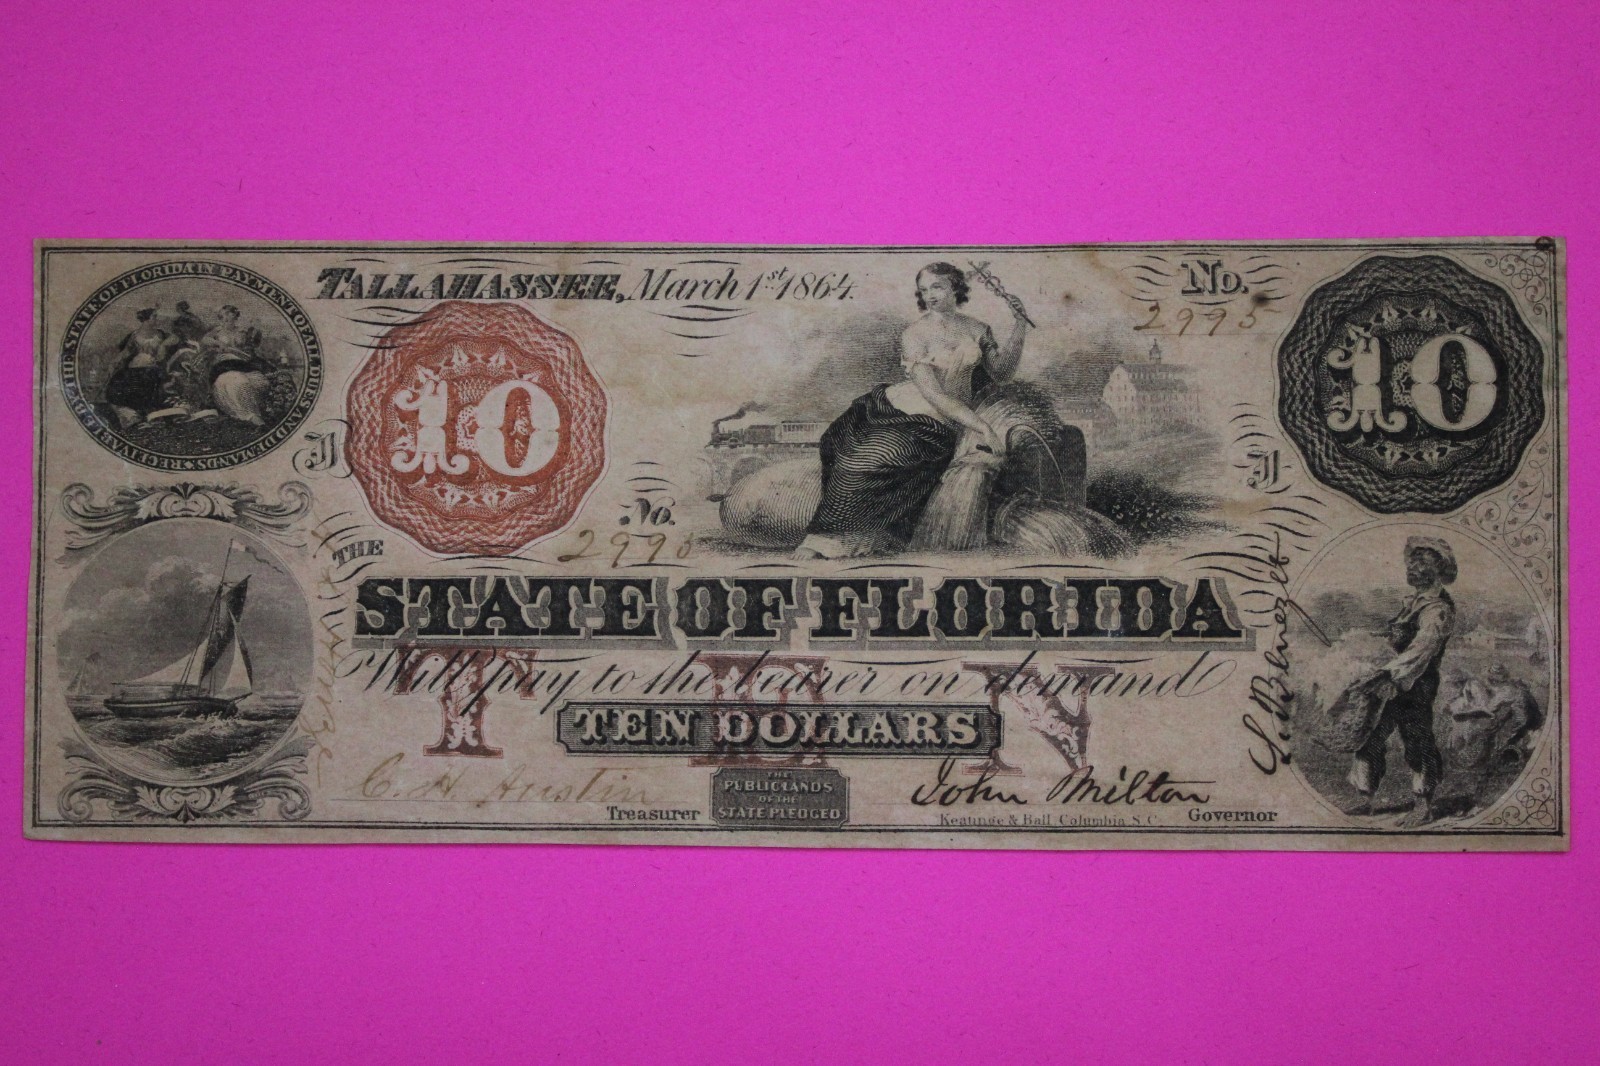 RECEIVABLE BY THE STATE OF FLORIDA IN PAYMENT OF ALL DUES AND DEMANDS
TALLAHASSEE, March 1st 1864.
No.
2995
10
10
J
J
No.
2995
THE
STATE OF FLORIDA
Will pay to the bearer on demand
TEN
TEN DOLLARS
C. H. Austin
Treasurer
THE
PUBLIC LANDS
OF THE
STATE PLEDGED
John Milton
Keatinge & Ball, Columbia S.C.
Governor